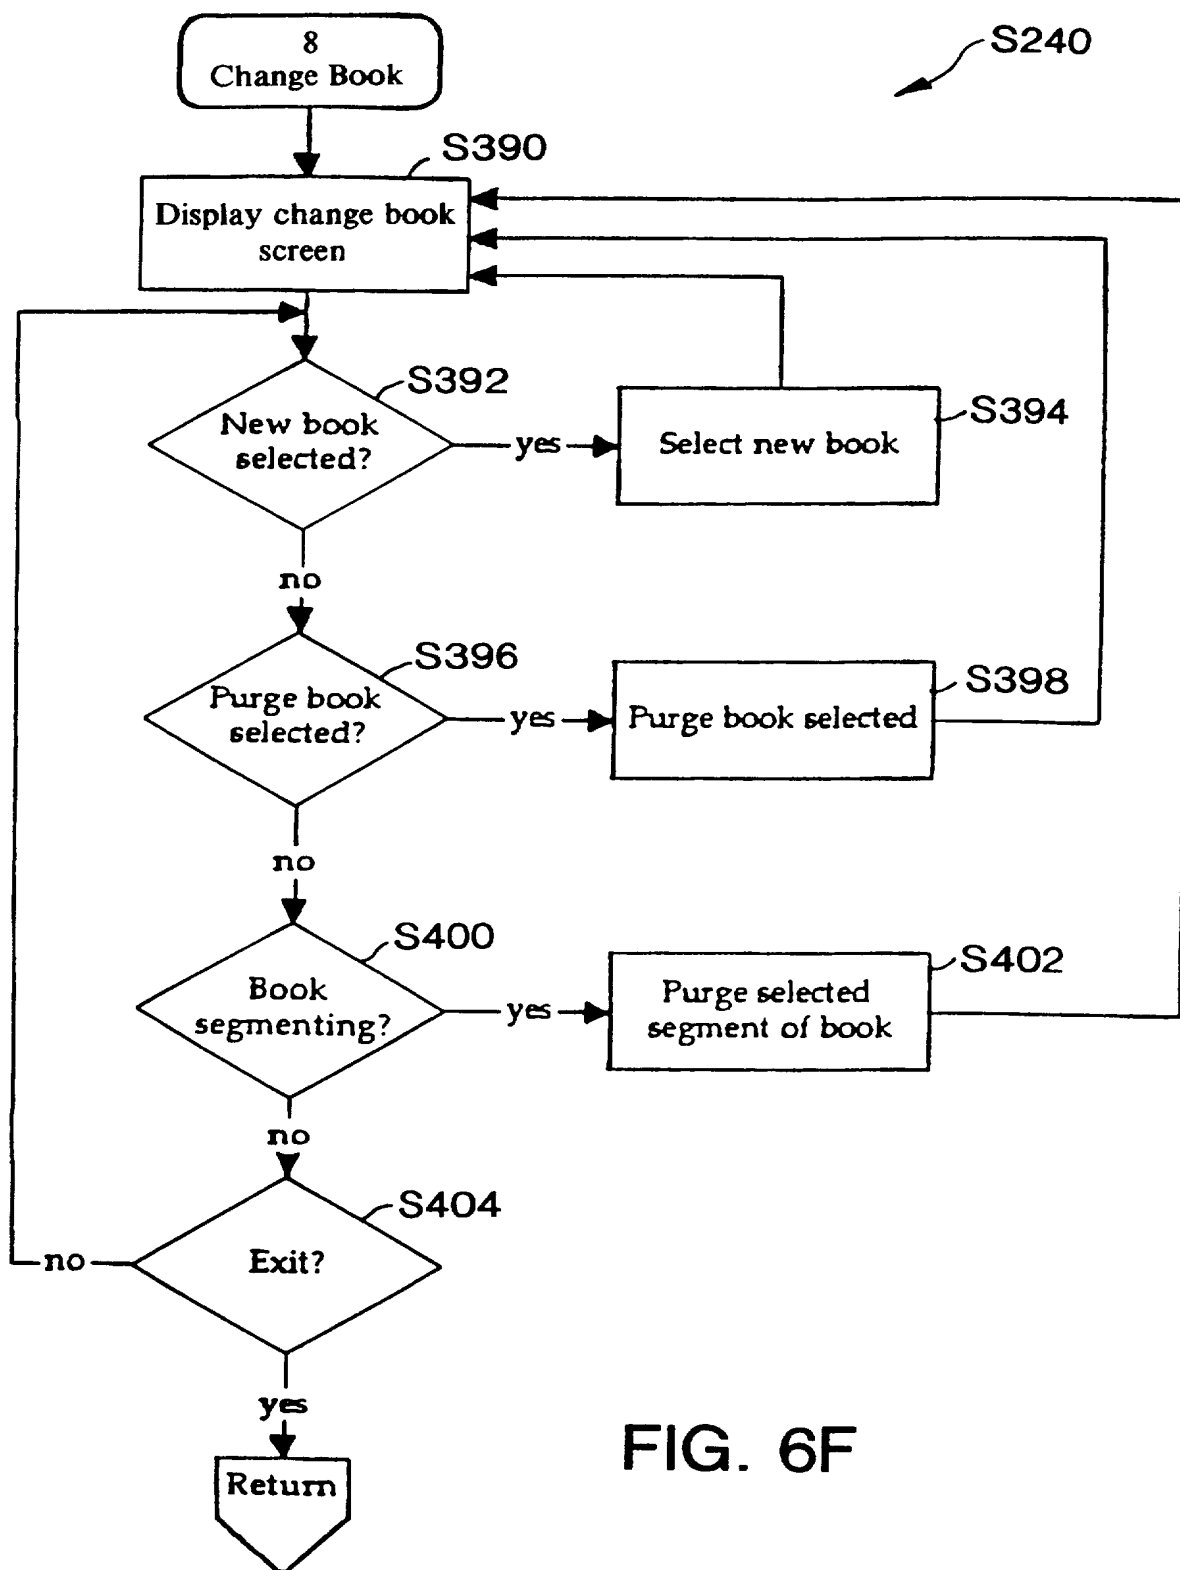 8
Change Book
S240
S390
Display change book
screen
S392
New book
selected?
yes
Select new book
S394
no
S396
Purge book
selected?
yes
Purge book selected
S398
no
S400
Book
segmenting?
yes
Purge selected
segment of book
S402
no
S404
Exit?
no
yes
Return
FIG. 6F